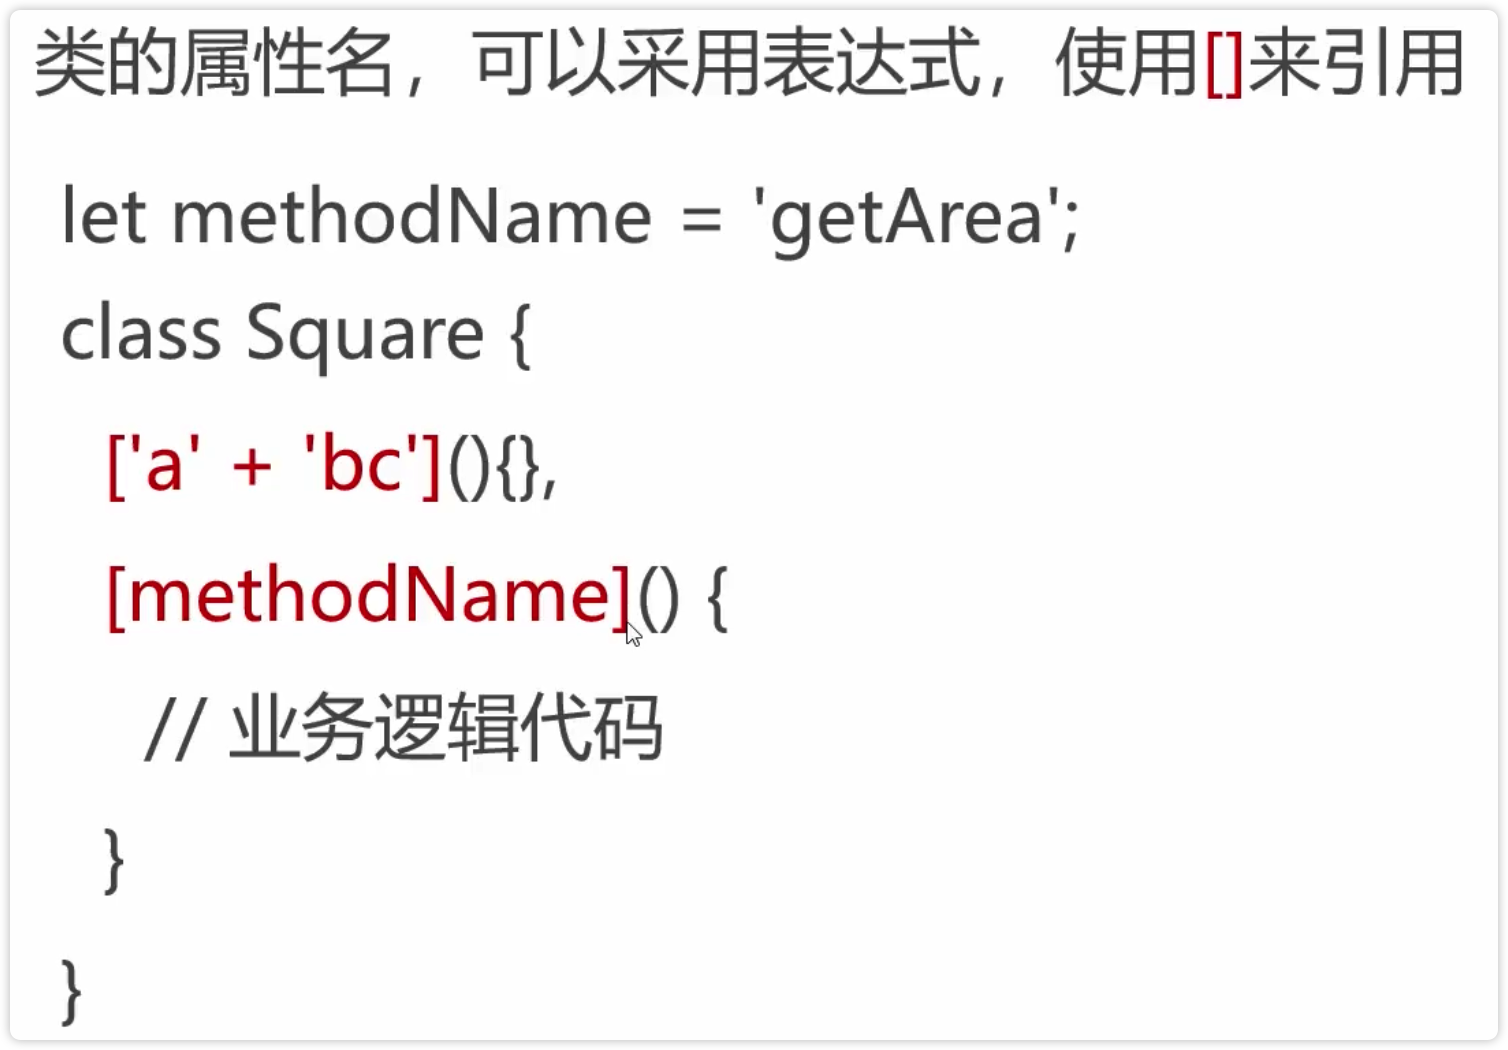 类的属性名，可以采用表达式，使用[]来引用
let methodName = 'getArea';
class Square {
['a' + 'bc'](){},
[methodName]() {
// 业务逻辑代码
}
}